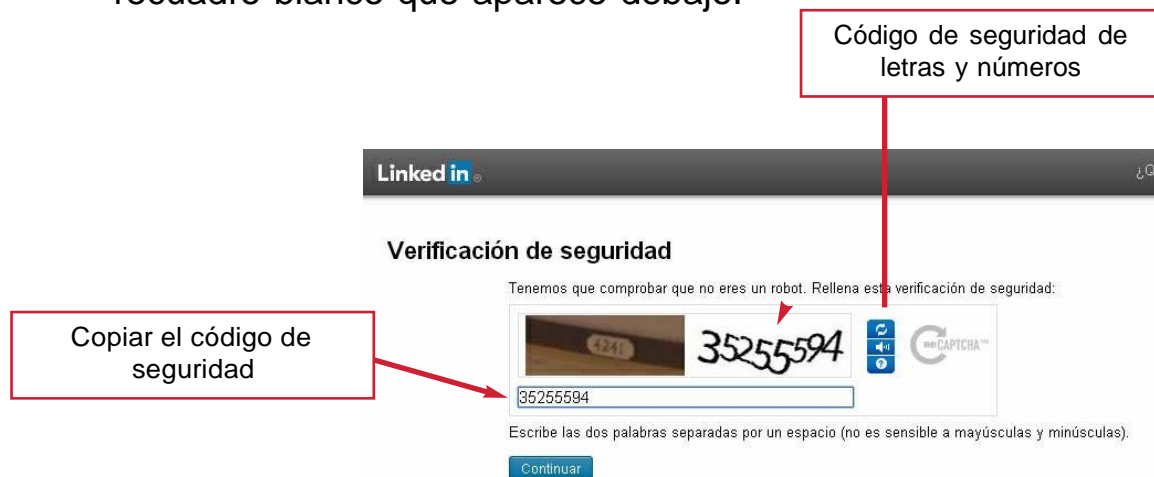 recuadro blanco que aparece debajo.
Código de seguridad de
letras y números
Linked in ®
¿Q
Verificación de seguridad
Tenemos que comprobar que no eres un robot. Rellena esta verificación de seguridad:
Copiar el código de
seguridad
4241
35255594
reCAPTCHA™
35255594
Escribe las dos palabras separadas por un espacio (no es sensible a mayúsculas y minúsculas).
Continuar